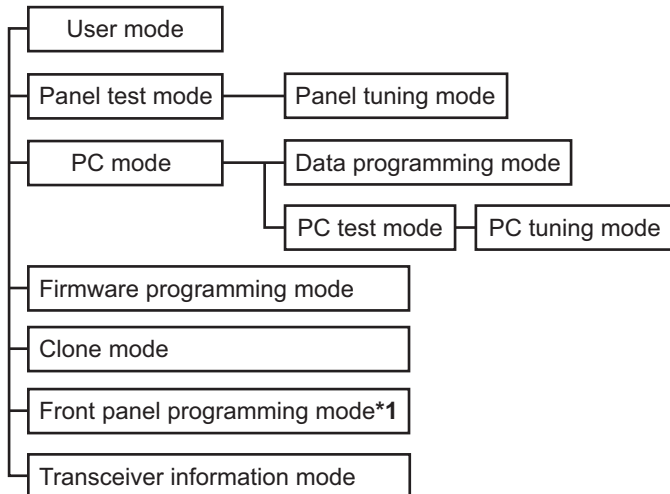 User mode
Panel test mode
Panel tuning mode
PC mode
Data programming mode
PC test mode
PC tuning mode
Firmware programming mode
Clone mode
Front panel programming mode*1
Transceiver information mode